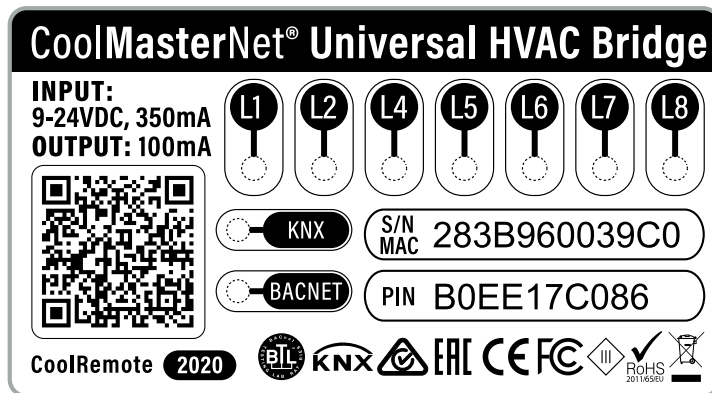 CoolMasterNet® Universal HVAC Bridge
INPUT:
9-24VDC, 350mA
OUTPUT: 100mA
L1 L2 L4 L5 L6 L7 L8
KNX
S/N MAC 283B960039C0
BACNET
PIN B0EE17C086
CoolRemote 2020
BTL KNX EAC CE FC III RoHS
2011/65/EU